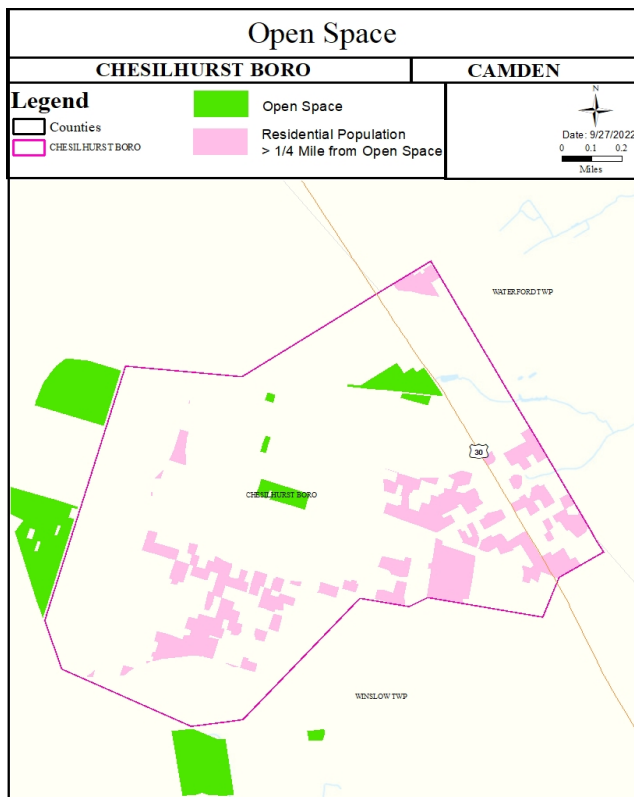 Open Space
CHESILHURST BORO
CAMDEN
Legend
Counties
CHESILHURST BORO
Open Space
Residential Population
> 1/4 Mile from Open Space
N
Date: 9/27/2022
0 0.1 0.2
Miles
WATERFORD TWP
30
CHESILHURST BORO
WINSLOW TWP